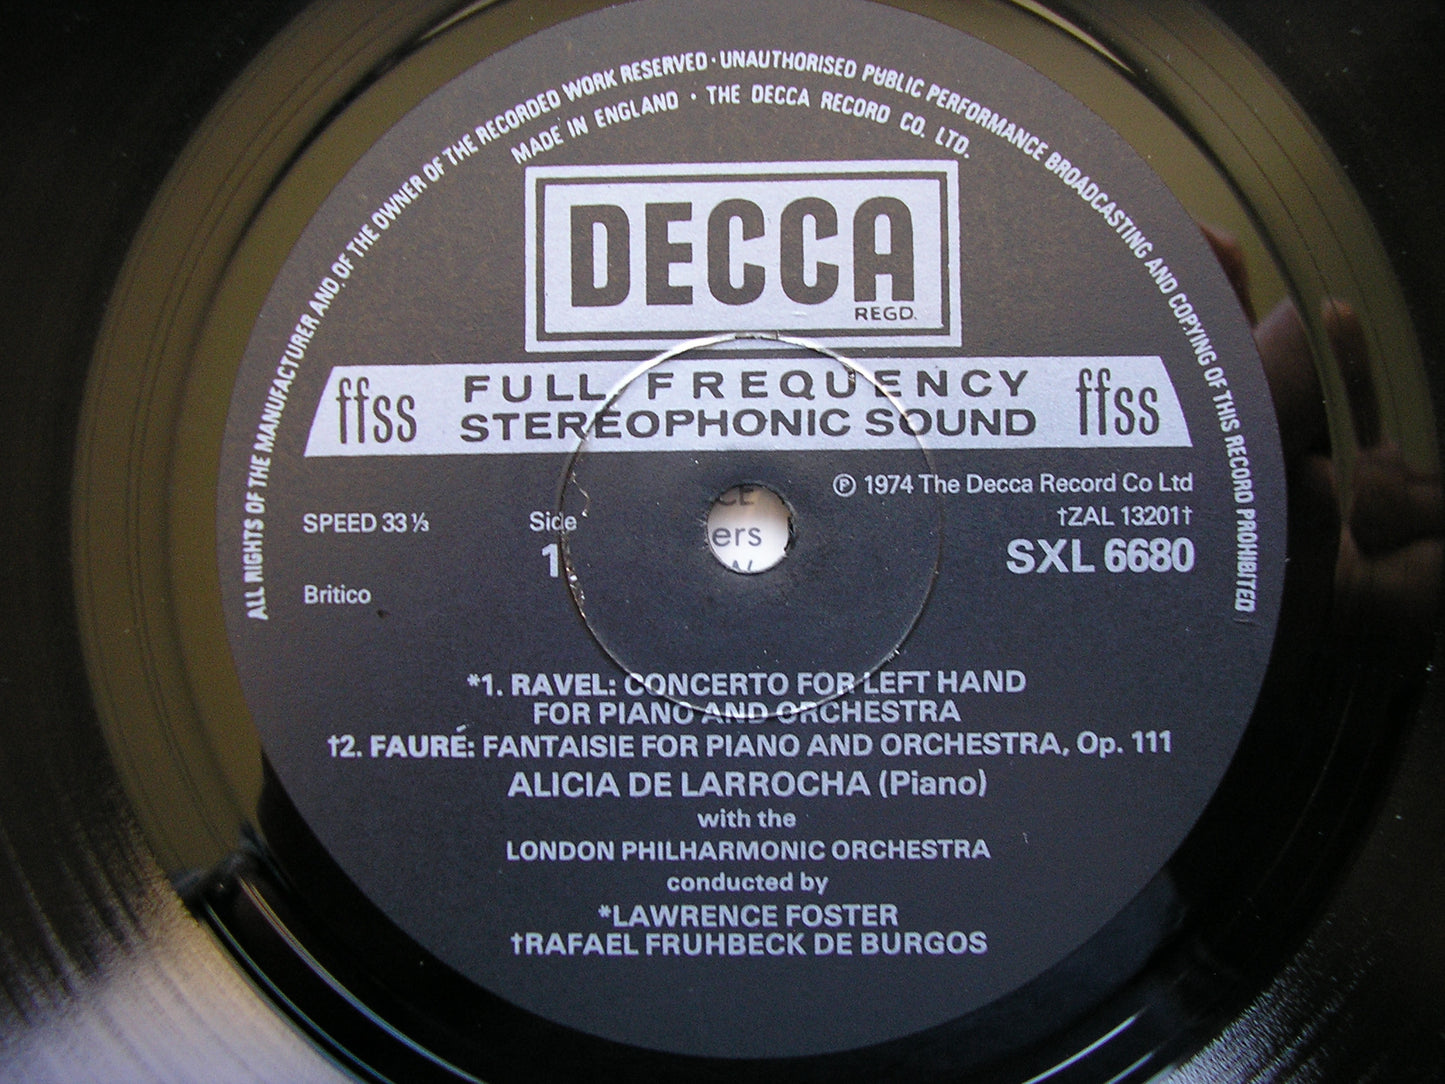 ALL RIGHTS OF THE MANUFACTURER AND OF THE OWNER OF THE RECORDED WORK RESERVED · UNAUTHORISED PUBLIC PERFORMANCE BROADCASTING AND COPYING OF THIS RECORD PROHIBITED
MADE IN ENGLAND · THE DECCA RECORD CO. LTD.
DECCA
REGD.
ffss FULL FREQUENCY ffss
STEREOPHONIC SOUND
℗ 1974 The Decca Record Co Ltd
SPEED 33⅓ Side †ZAL 13201†
1 SXL 6680
ers
Britico
*1. RAVEL: CONCERTO FOR LEFT HAND
FOR PIANO AND ORCHESTRA
†2. FAURÉ: FANTAISIE FOR PIANO AND ORCHESTRA, Op. 111
ALICIA DE LARROCHA (Piano)
with the
LONDON PHILHARMONIC ORCHESTRA
conducted by
*LAWRENCE FOSTER
†RAFAEL FRUHBECK DE BURGOS